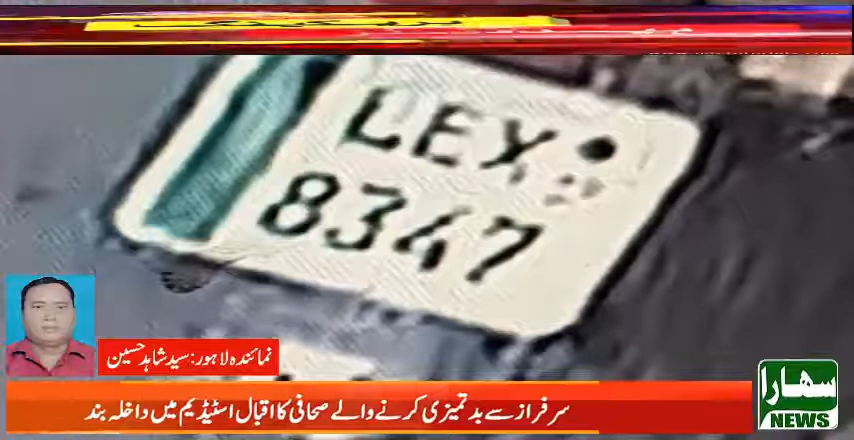 LEX
8347
نمائندہ لاہور: سید شاہد حسین
سرفراز سے بدتمیزی کرنے والے صحافی کا اقبال اسٹیڈیم میں داخلہ بند
سهارا
NEWS